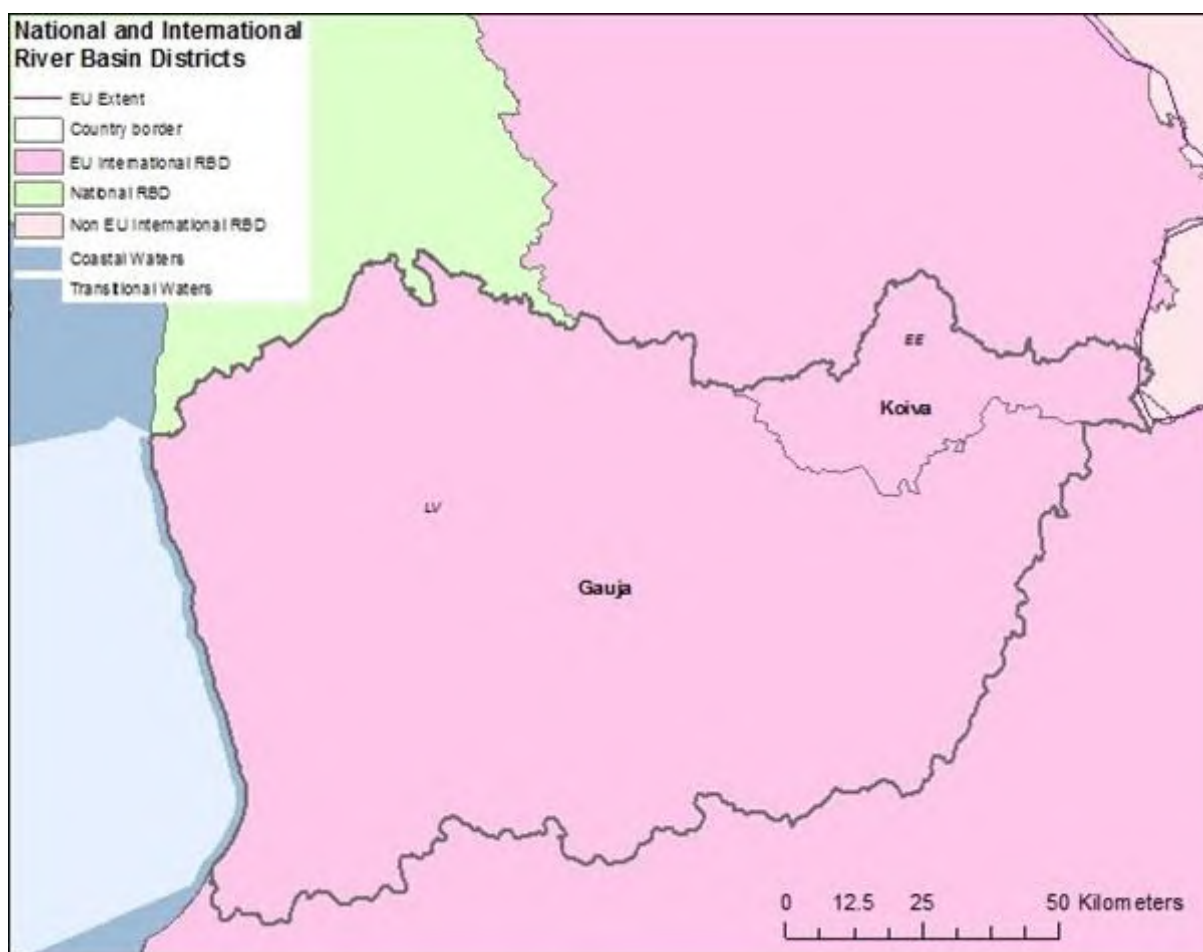 National and International
River Basin Districts
EU Extent
Country border
EU International RBD
National RBD
Non EU International RBD
Coastal Waters
Transitional Waters
EE
Koiva
LV
Gauja
0 12.5 25 50 Kilometers